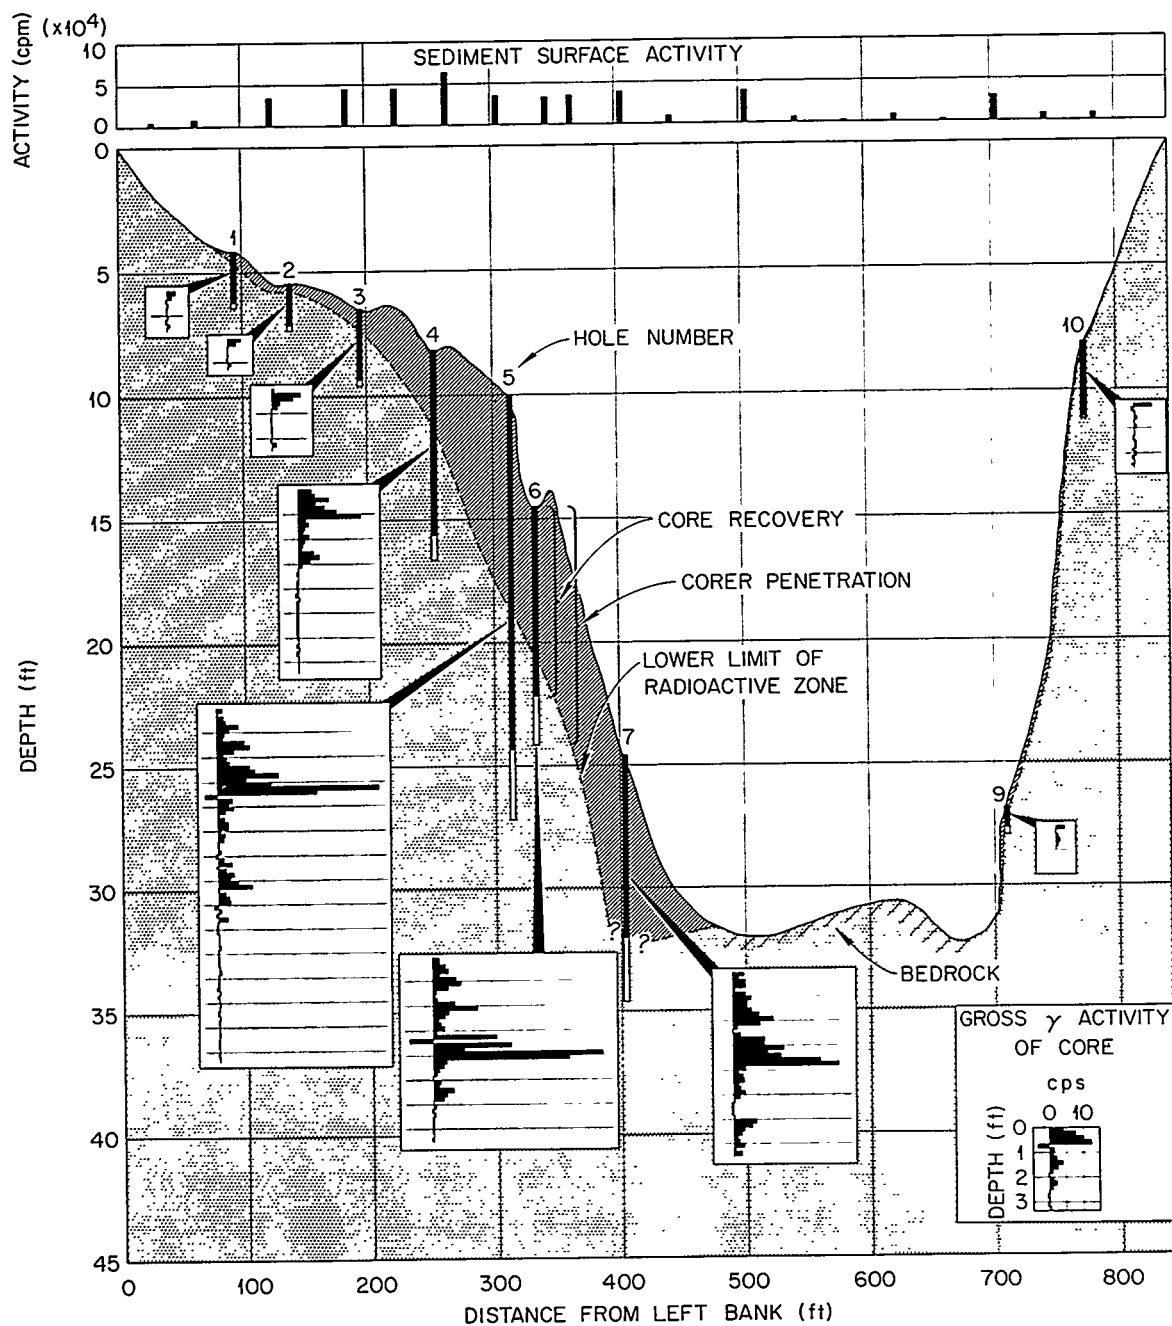 (x10⁴)
ACTIVITY (cpm)
10
5
0
SEDIMENT SURFACE ACTIVITY
0
5
10
15
20
25
30
35
40
45
DEPTH (ft)
1
2
3
4
5
6
7
9
10
HOLE NUMBER
CORE RECOVERY
CORER PENETRATION
LOWER LIMIT OF
RADIOACTIVE ZONE
? ?
BEDROCK
GROSS γ ACTIVITY
OF CORE
cps
0 10
DEPTH (ft)
0
1
2
3
0 100 200 300 400 500 600 700 800
DISTANCE FROM LEFT BANK (ft)